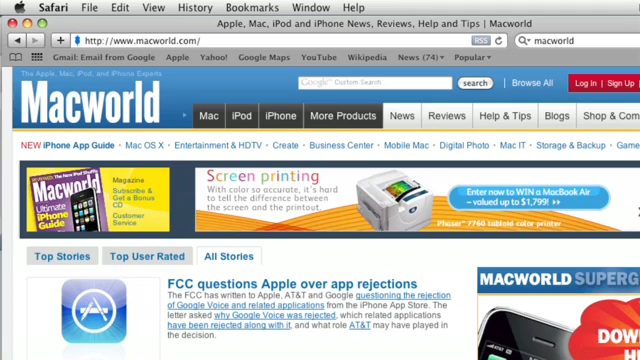 Safari File Edit View History Bookmarks Window Help
Apple, Mac, iPod and iPhone News, Reviews, Help and Tips | Macworld
http://www.macworld.com/ RSS macworld
Gmail: Email from Google Apple Yahoo! Google Maps YouTube Wikipedia News (74) Popular
The Apple, Mac, iPod, and iPhone Experts
Macworld
Google Custom Search search Browse All Log In | Sign Up
Mac iPod iPhone More Products News Reviews Help & Tips Blogs Shop & Com
NEW iPhone App Guide • Mac OS X • Entertainment & HDTV • Create • Business Center • Mobile Mac • Digital Photo • Mac IT • Storage & Backup • Game
Macworld
Ultimate
iPhone
Guide
Magazine
Subscribe &
Get a Bonus
CD
Customer
Service
Screen printing
With color so accurate, it's hard
to tell the difference between
the screen and the printout.
Enter now to WIN a MacBook Air
– valued up to $1,799!
Phaser® 7760 tabloid color printer
Top Stories Top User Rated All Stories
FCC questions Apple over app rejections
The FCC has written to Apple, AT&T and Google questioning the rejection
of Google Voice and related applications from the iPhone App Store. The
letter asked why Google Voice was rejected, which related applications
have been rejected along with it, and what role AT&T may have played in
the decision.
MACWORLD SUPERG
DOW